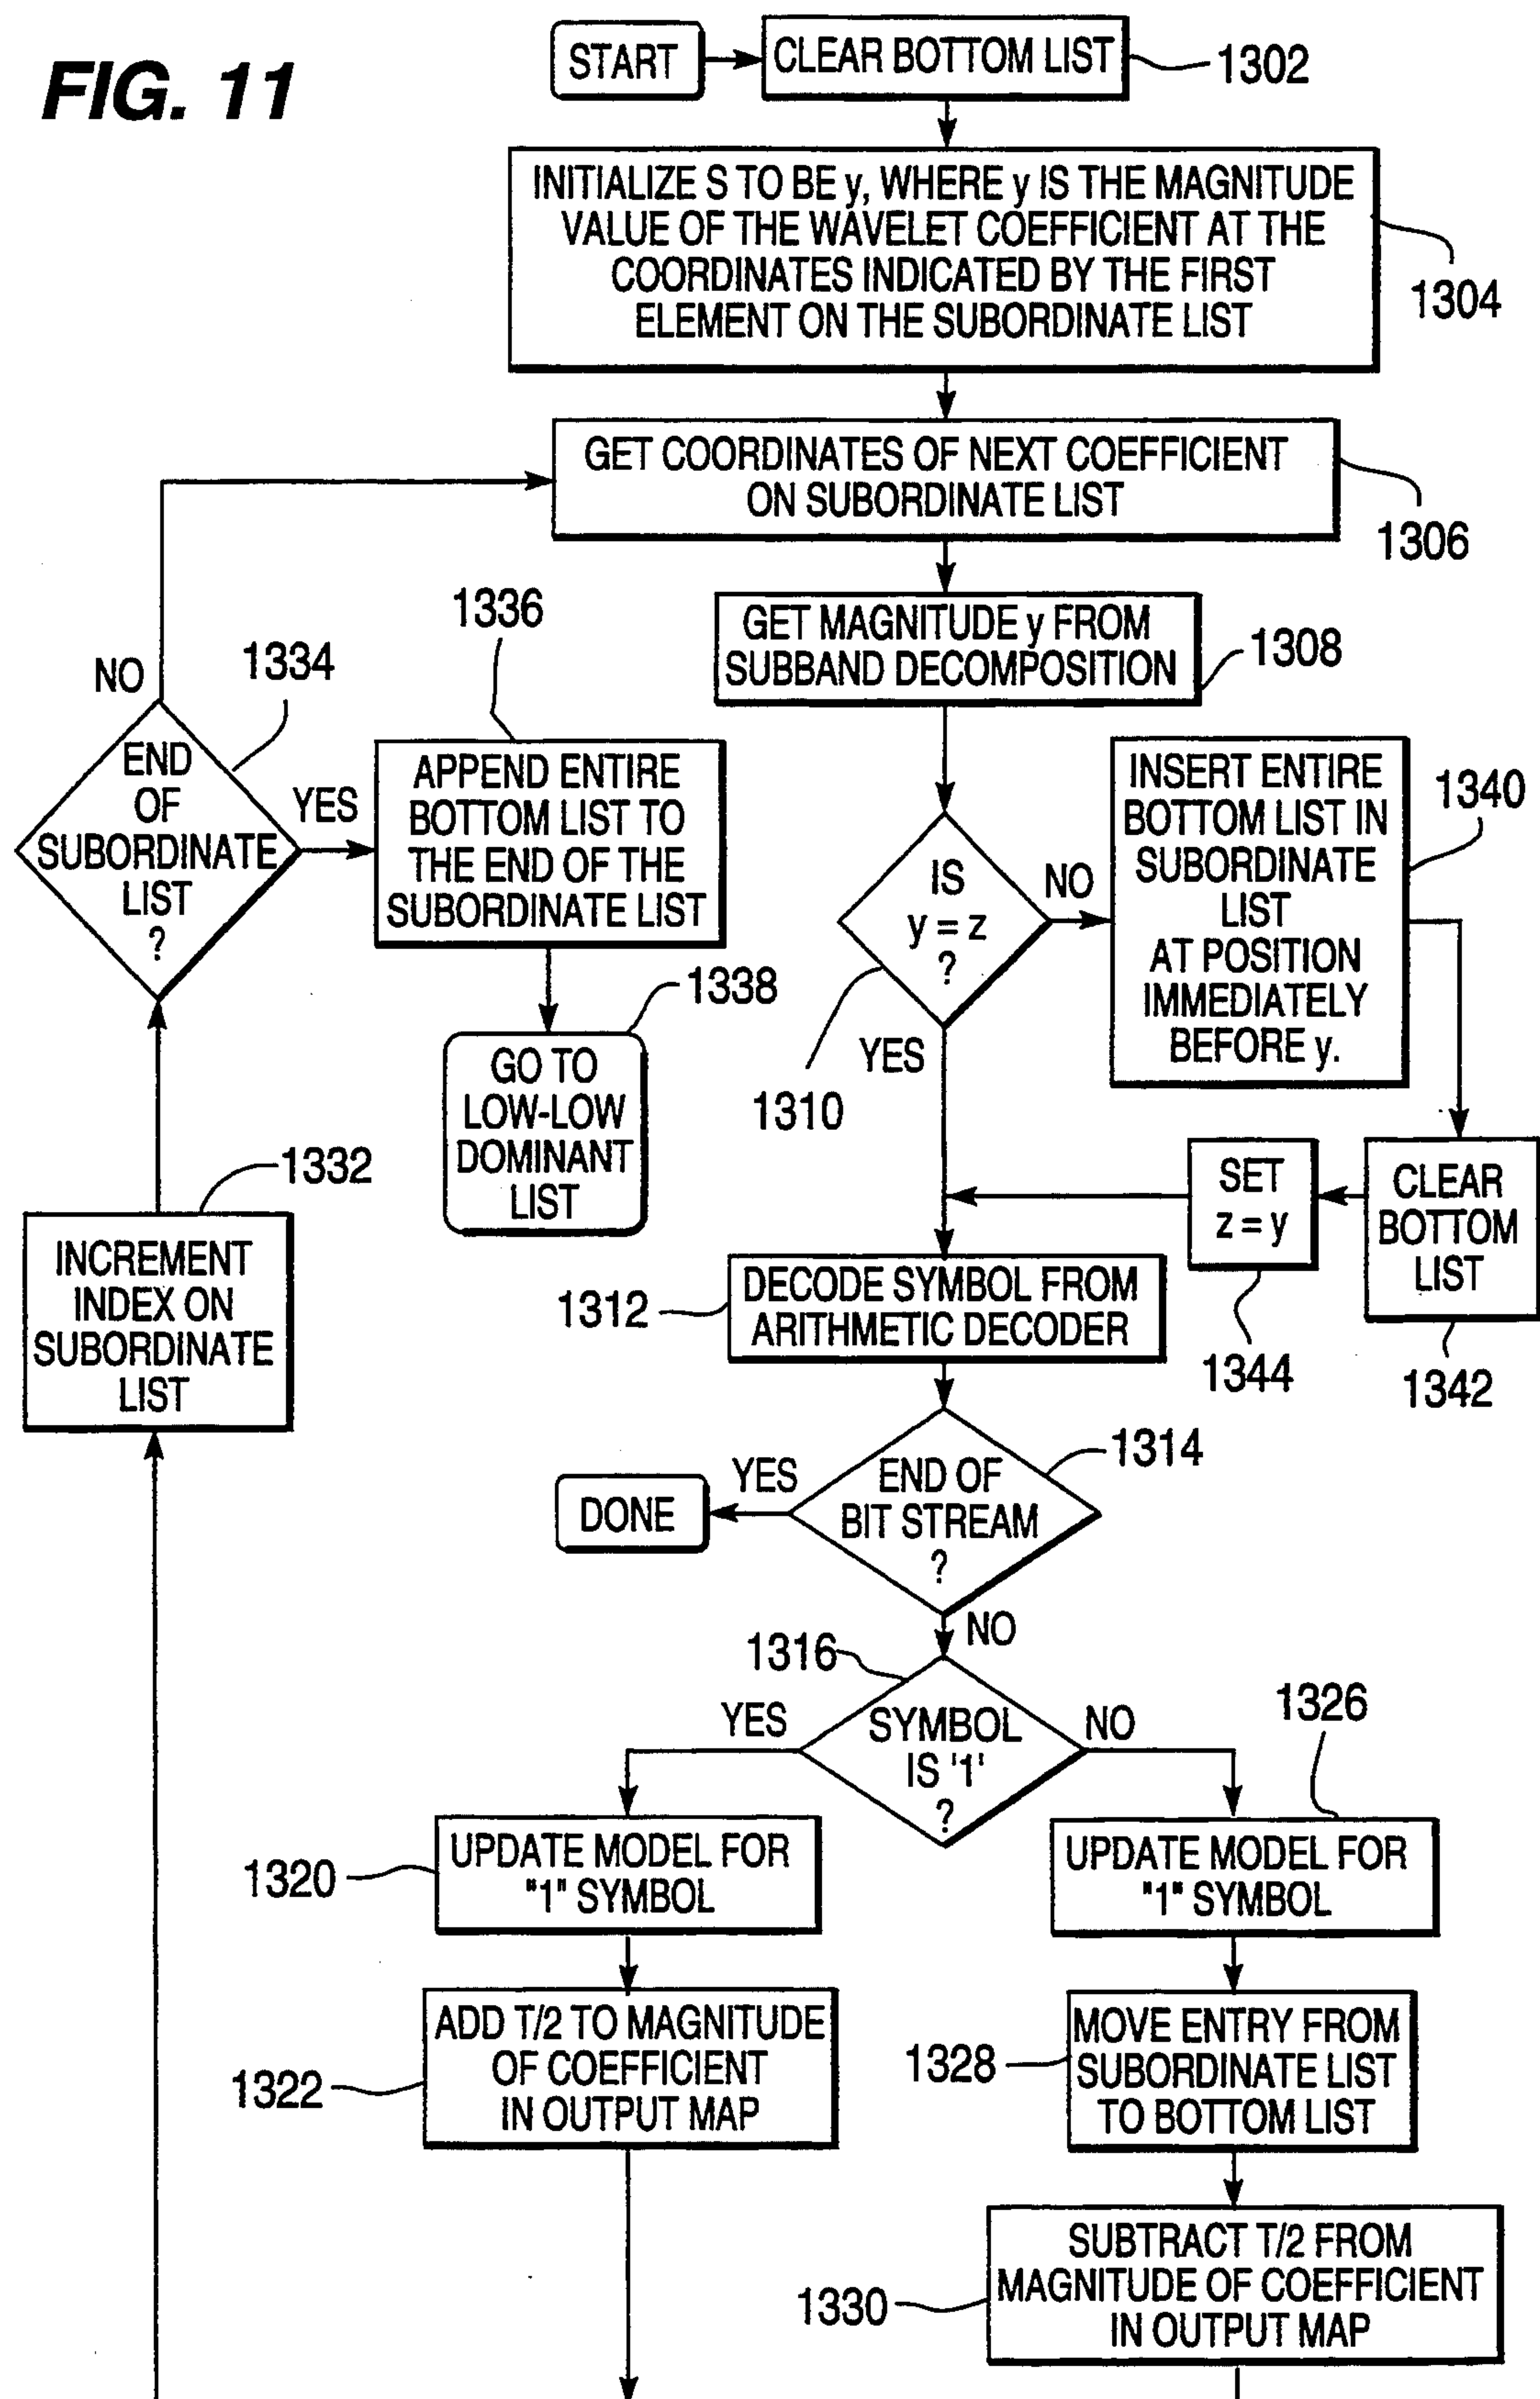 FIG. 11
START
CLEAR BOTTOM LIST
1302
INITIALIZE S TO BE y, WHERE y IS THE MAGNITUDE
VALUE OF THE WAVELET COEFFICIENT AT THE
COORDINATES INDICATED BY THE FIRST
ELEMENT ON THE SUBORDINATE LIST
1304
GET COORDINATES OF NEXT COEFFICIENT
ON SUBORDINATE LIST
1306
GET MAGNITUDE y FROM
SUBBAND DECOMPOSITION
1308
NO
1334
END
OF
SUBORDINATE
LIST
?
YES
1336
APPEND ENTIRE
BOTTOM LIST TO
THE END OF THE
SUBORDINATE LIST
1338
GO TO
LOW-LOW
DOMINANT
LIST
IS
y = z
?
NO
YES
1310
INSERT ENTIRE
BOTTOM LIST IN
SUBORDINATE
LIST
AT POSITION
IMMEDIATELY
BEFORE y.
1340
CLEAR
BOTTOM
LIST
1342
SET
z = y
1344
1332
INCREMENT
INDEX ON
SUBORDINATE
LIST
1312
DECODE SYMBOL FROM
ARITHMETIC DECODER
1314
END OF
BIT STREAM
?
YES
DONE
NO
1316
SYMBOL
IS '1'
?
YES
NO
1320
UPDATE MODEL FOR
"1" SYMBOL
1326
UPDATE MODEL FOR
"1" SYMBOL
1322
ADD T/2 TO MAGNITUDE
OF COEFFICIENT
IN OUTPUT MAP
1328
MOVE ENTRY FROM
SUBORDINATE LIST
TO BOTTOM LIST
1330
SUBTRACT T/2 FROM
MAGNITUDE OF COEFFICIENT
IN OUTPUT MAP